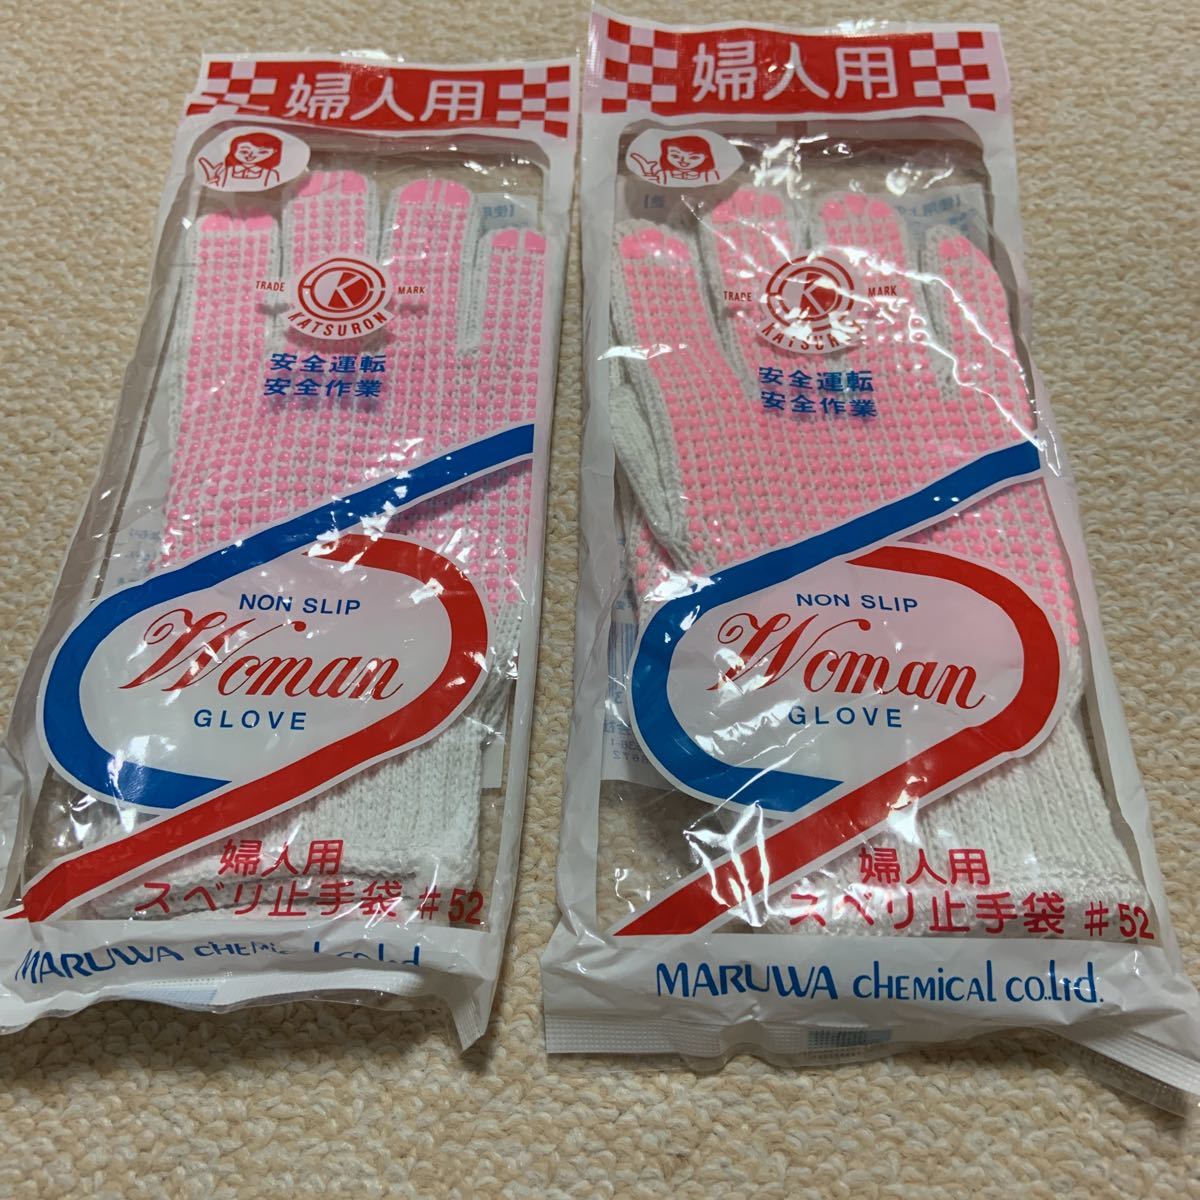 婦人用
TRADE MARK
KATSURON
安全運転
安全作業
NON SLIP
Woman
GLOVE
婦人用
スベリ止手袋 #52
MARUWA CHEMICAL CO.,Ltd.
婦人用
TRADE MARK
KATSURON
安全運転
安全作業
NON SLIP
Woman
GLOVE
婦人用
スベリ止手袋 #52
MARUWA CHEMICAL CO.,Ltd.